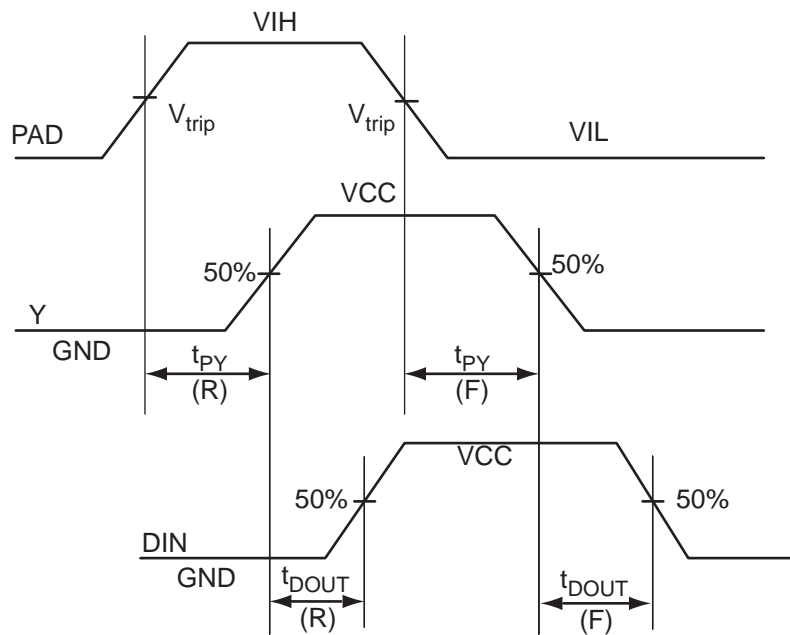 VIH
PAD
Vtrip
Vtrip
VIL
VCC
50%
50%
Y
GND
tPY
(R)
tPY
(F)
VCC
50%
50%
DIN
GND
tDOUT
(R)
tDOUT
(F)